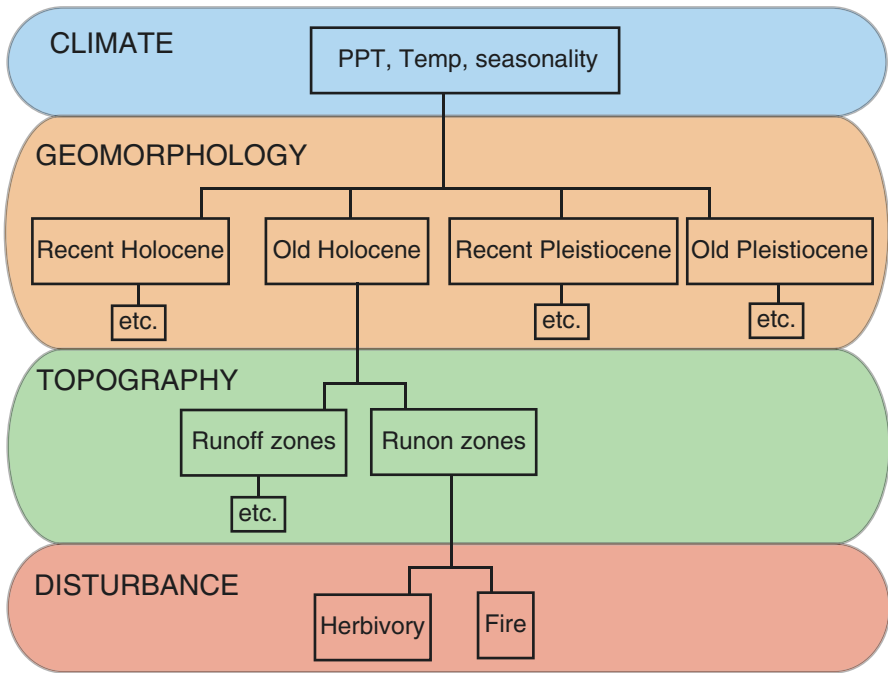 CLIMATE
PPT, Temp, seasonality
GEOMORPHOLOGY
Recent Holocene
Old Holocene
Recent Pleistiocene
Old Pleistiocene
etc.
etc.
etc.
TOPOGRAPHY
Runoff zones
Runon zones
etc.
DISTURBANCE
Herbivory
Fire